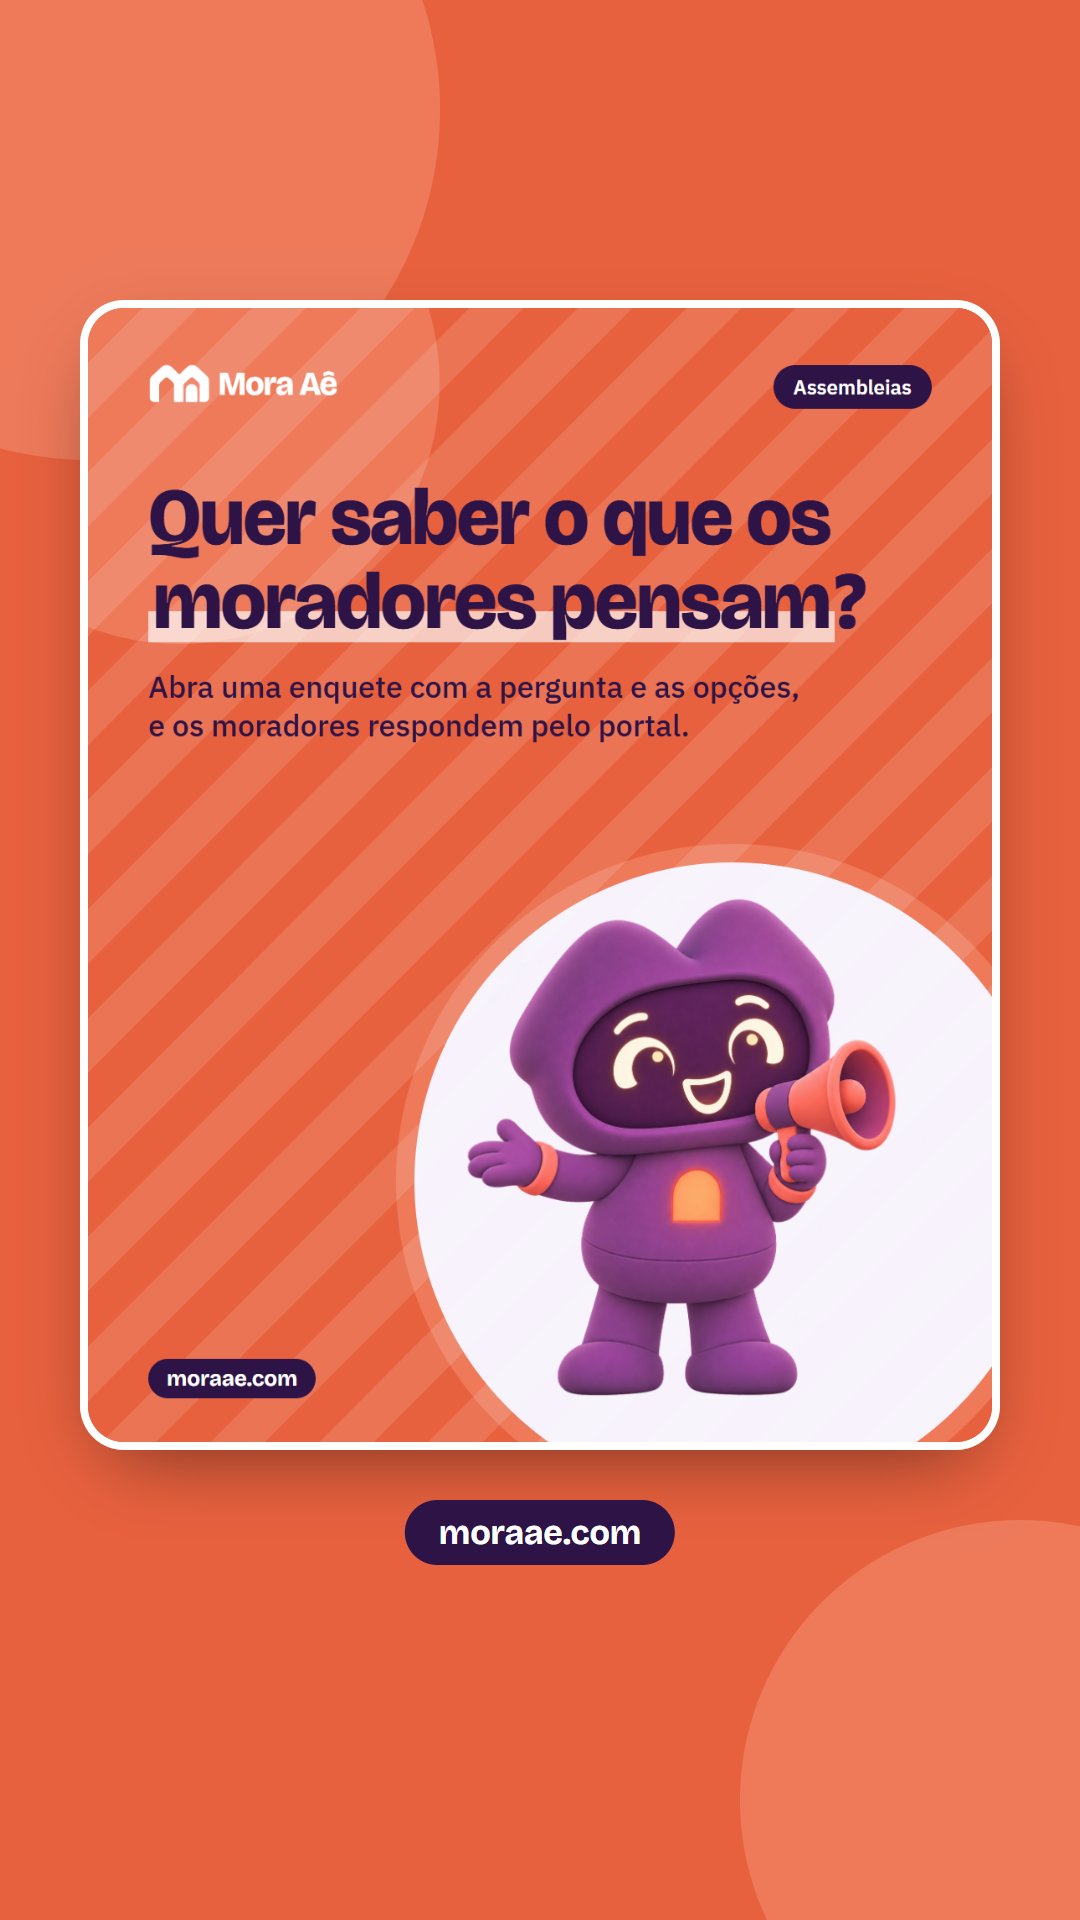 Mora Aê
Assembleias
Quer saber o que os
moradores pensam?
Abra uma enquete com a pergunta e as opções,
e os moradores respondem pelo portal.
moraae.com
moraae.com